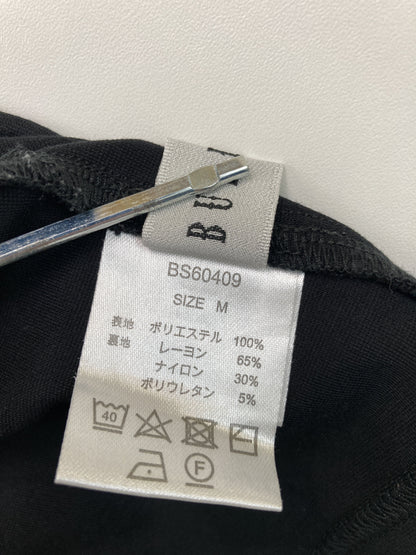 BS60409
SIZE M
表地 ポリエステル 100%
裏地 レーヨン 65%
ナイロン 30%
ポリウレタン 5%
40
F